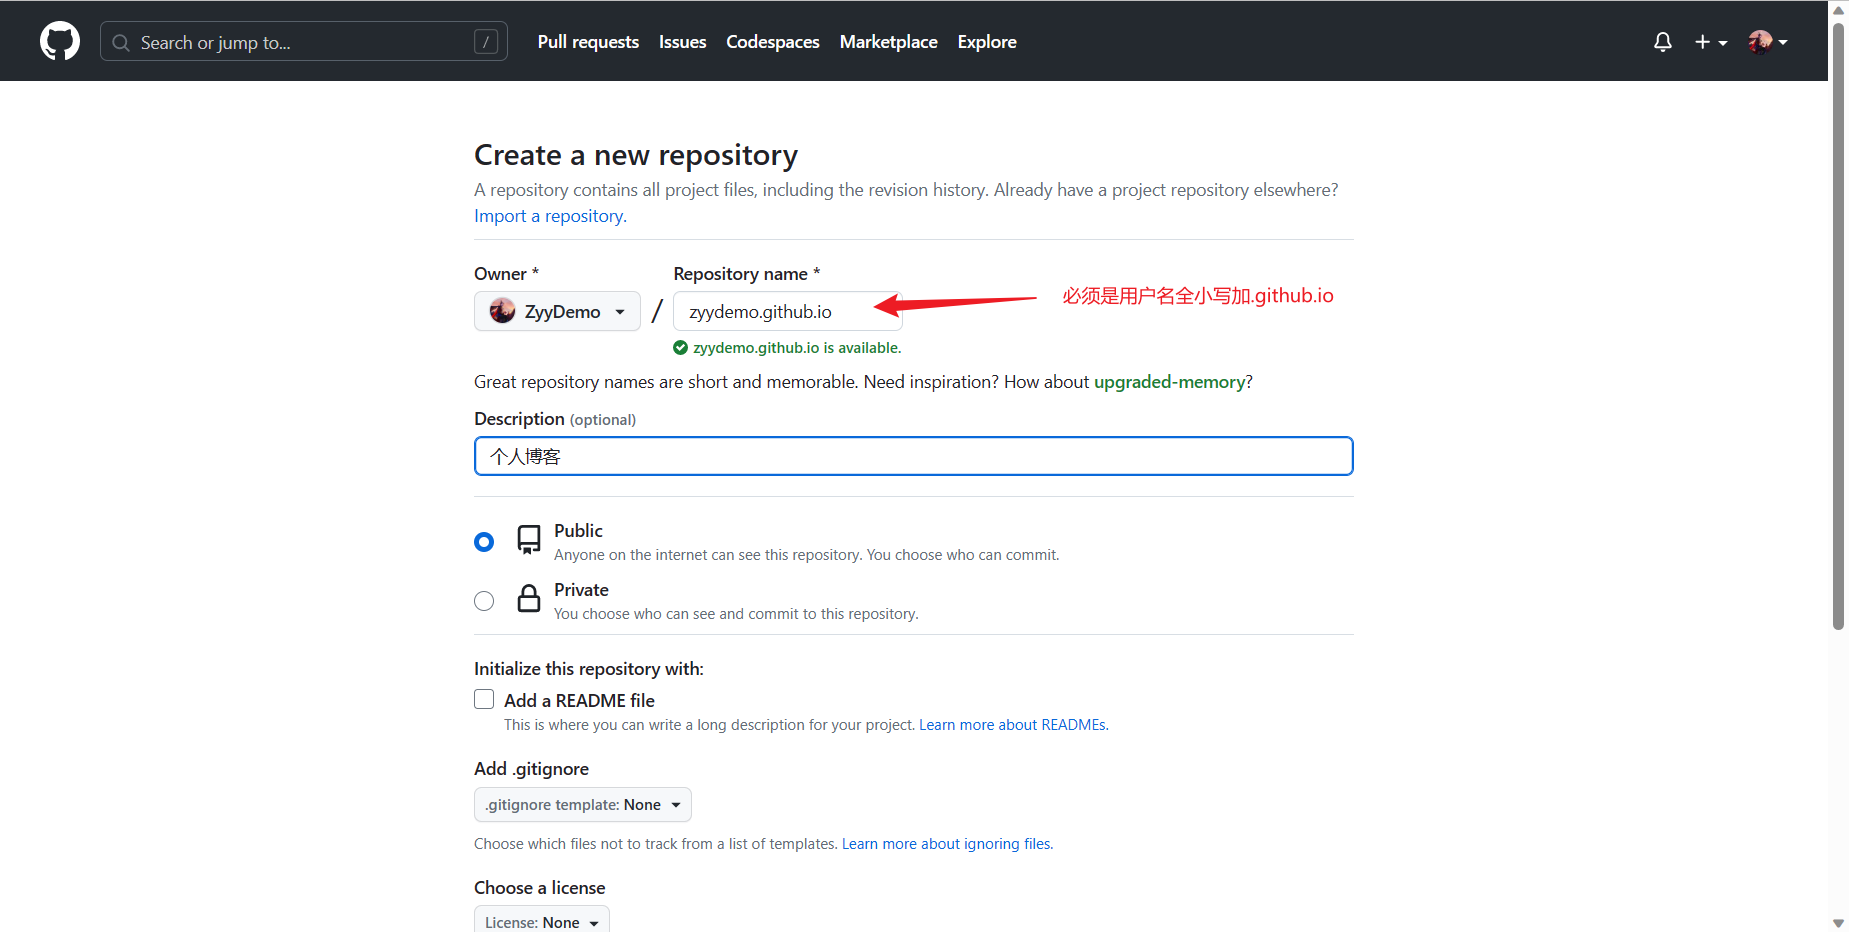 Search or jump to...
/
Pull requests
Issues
Codespaces
Marketplace
Explore
Create a new repository
A repository contains all project files, including the revision history. Already have a project repository elsewhere?
Import a repository.
Owner *
Repository name *
ZyyDemo
/
zyydemo.github.io
必须是用户名全小写加.github.io
zyydemo.github.io is available.
Great repository names are short and memorable. Need inspiration? How about upgraded-memory?
Description (optional)
个人博客
Public
Anyone on the internet can see this repository. You choose who can commit.
Private
You choose who can see and commit to this repository.
Initialize this repository with:
Add a README file
This is where you can write a long description for your project. Learn more about READMEs.
Add .gitignore
.gitignore template: None
Choose which files not to track from a list of templates. Learn more about ignoring files.
Choose a license
License: None